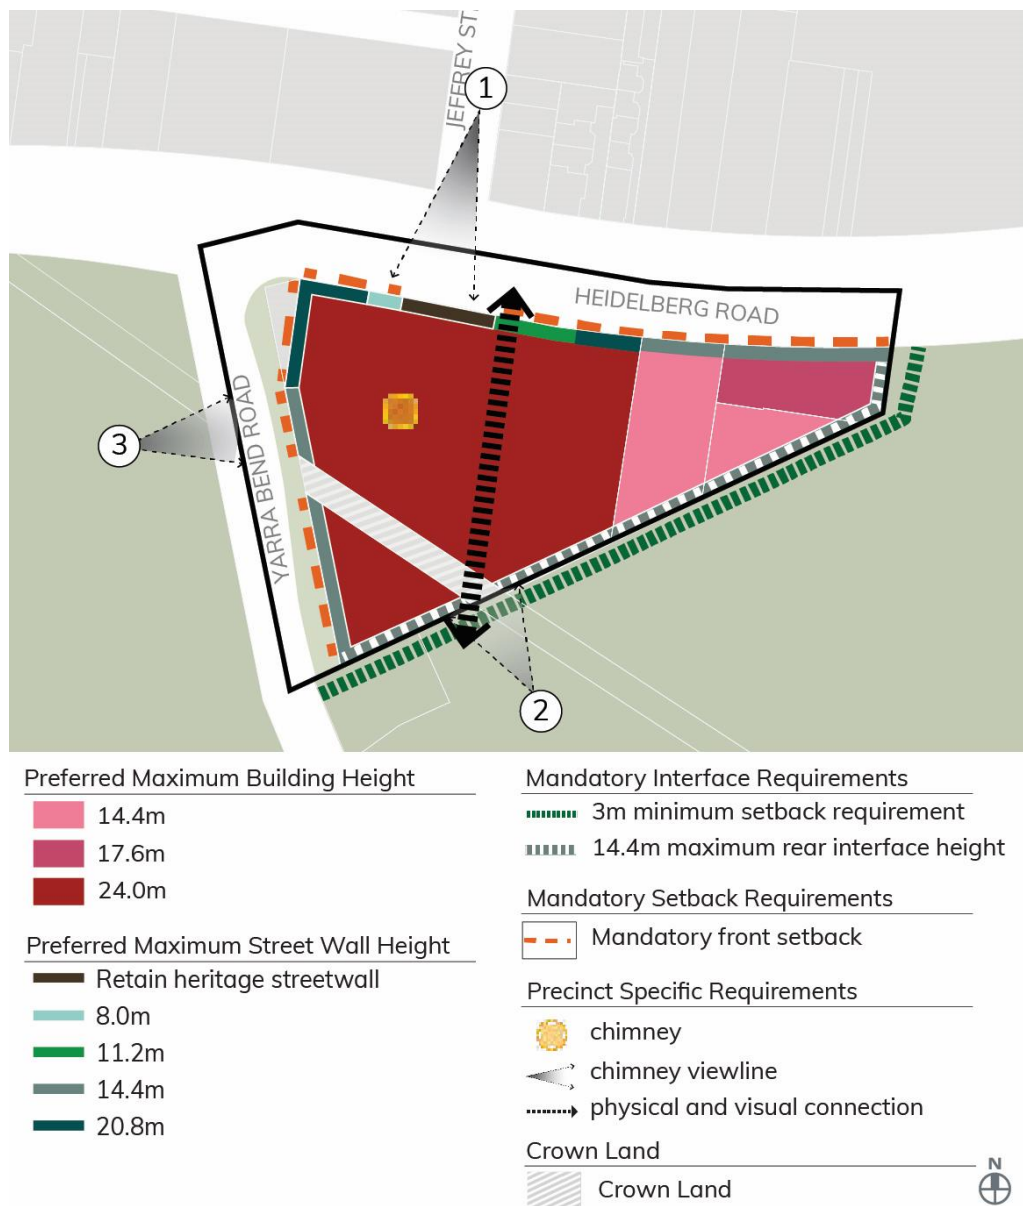 JEFFREY ST
1
HEIDELBERG ROAD
YARRA BEND ROAD
3
2
Preferred Maximum Building Height
14.4m
17.6m
24.0m
Preferred Maximum Street Wall Height
Retain heritage streetwall
8.0m
11.2m
14.4m
20.8m
Mandatory Interface Requirements
3m minimum setback requirement
14.4m maximum rear interface height
Mandatory Setback Requirements
Mandatory front setback
Precinct Specific Requirements
chimney
chimney viewline
physical and visual connection
Crown Land
Crown Land
N